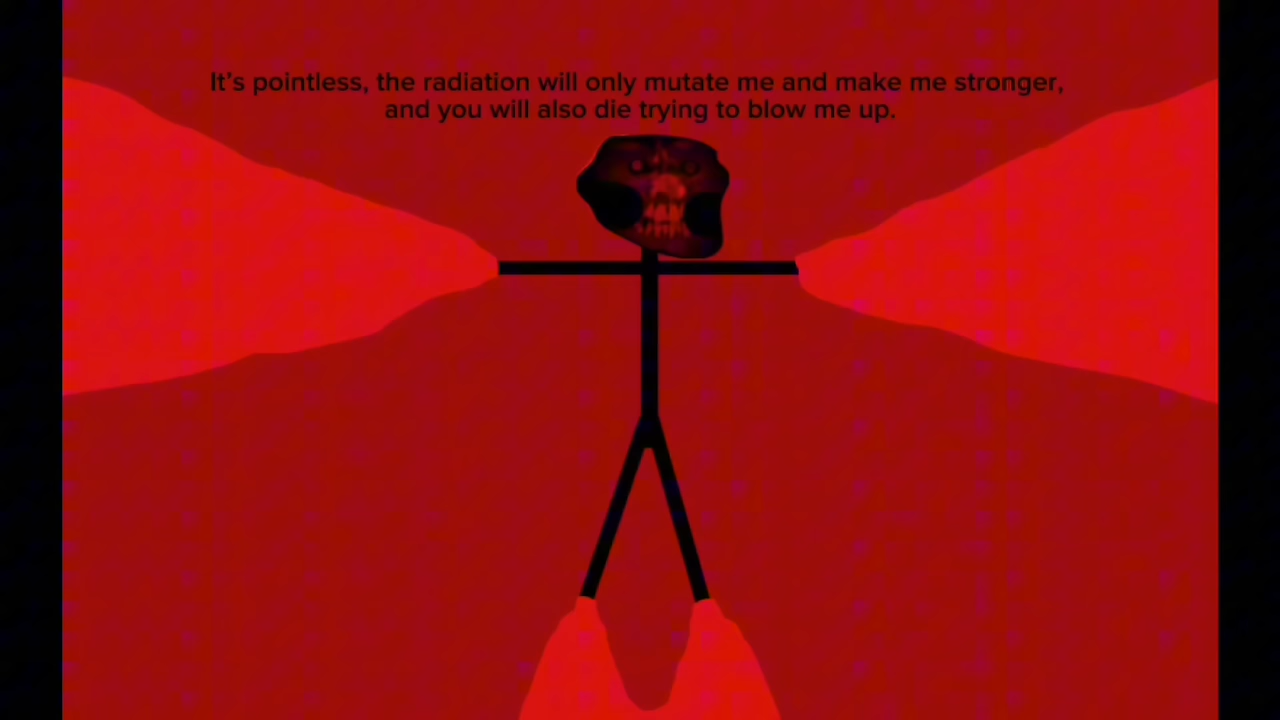 It's pointless, the radiation will only mutate me and make me stronger,
and you will also die trying to blow me up.